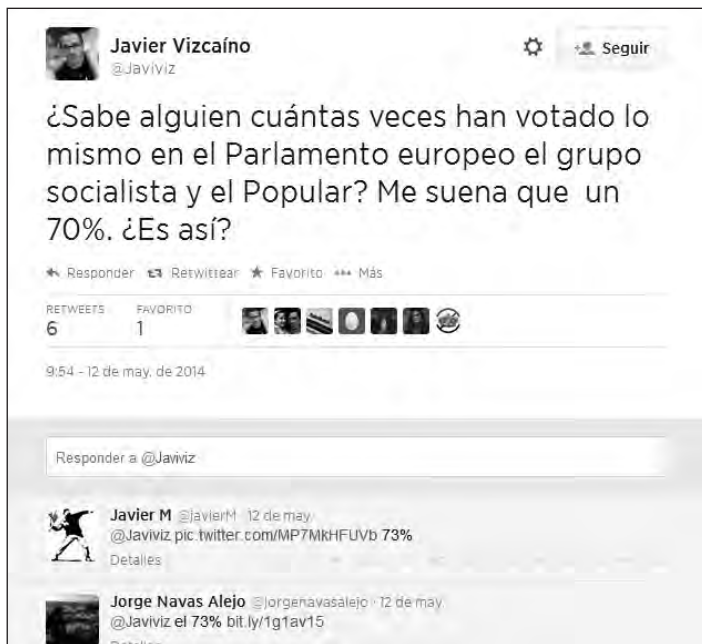 Javier Vizcaíno
@Javiviz
Seguir
¿Sabe alguien cuántas veces han votado lo
mismo en el Parlamento europeo el grupo
socialista y el Popular? Me suena que un
70%. ¿Es así?
Responder Retwittear Favorito Más
RETWEETS FAVORITO
6 1
9:54 - 12 de may. de 2014
Responder a @Javiviz
Javier M @javierM · 12 de may.
@Javiviz pic.twitter.com/MP7MkHFUVb 73%
Detalles
Jorge Navas Alejo @jorgenavasalejo · 12 de may.
@Javiviz el 73% bit.ly/1g1av15
Detalles